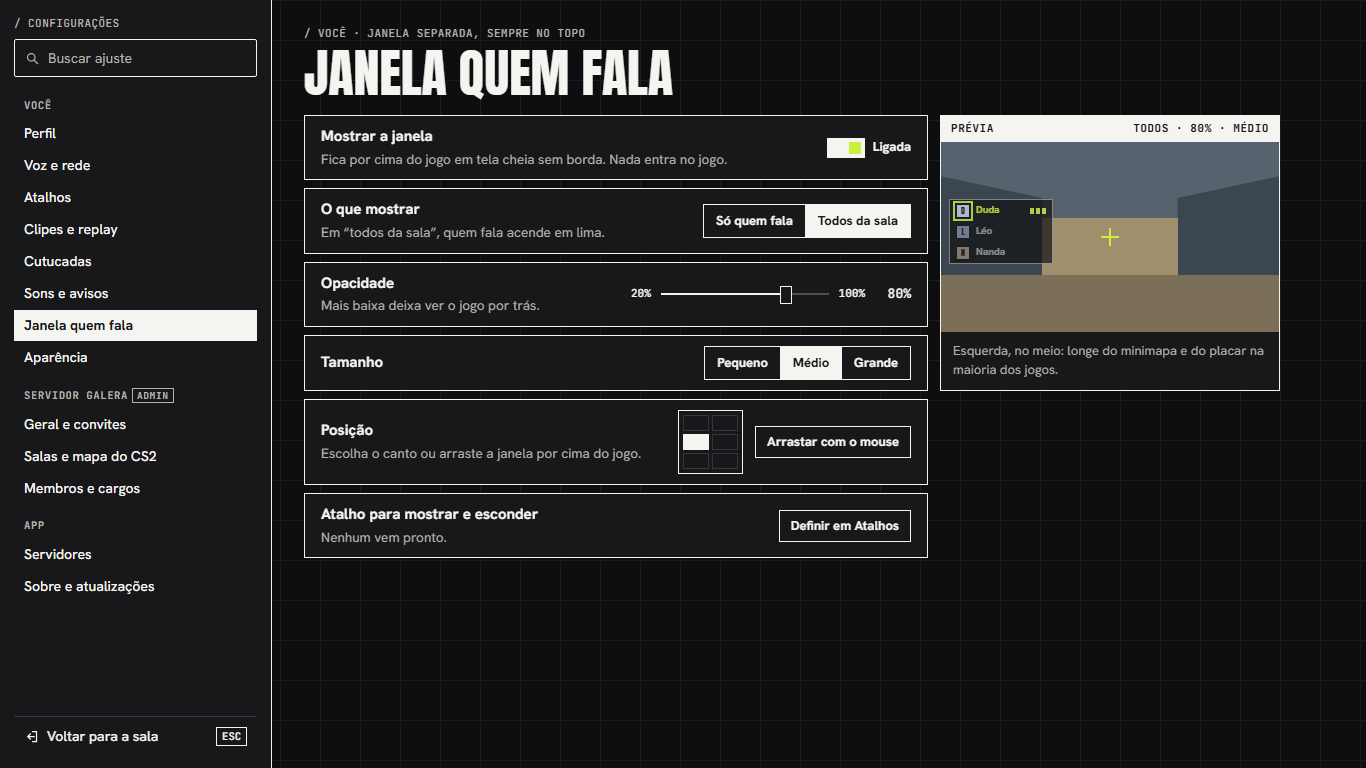 / CONFIGURAÇÕES
Buscar ajuste
VOCÊ
Perfil
Voz e rede
Atalhos
Clipes e replay
Cutucadas
Sons e avisos
Janela quem fala
Aparência
SERVIDOR GALERA ADMIN
Geral e convites
Salas e mapa do CS2
Membros e cargos
APP
Servidores
Sobre e atualizações
Voltar para a sala ESC
/ VOCÊ · JANELA SEPARADA, SEMPRE NO TOPO
JANELA QUEM FALA
Mostrar a janela
Fica por cima do jogo em tela cheia sem borda. Nada entra no jogo.
Ligada
O que mostrar
Em “todos da sala”, quem fala acende em lima.
Só quem fala Todos da sala
Opacidade
Mais baixa deixa ver o jogo por trás.
20% 100% 80%
Tamanho
Pequeno Médio Grande
Posição
Escolha o canto ou arraste a janela por cima do jogo.
Arrastar com o mouse
Atalho para mostrar e esconder
Nenhum vem pronto.
Definir em Atalhos
PRÉVIA TODOS · 80% · MÉDIO
D Duda
L Léo
N Nanda
Esquerda, no meio: longe do minimapa e do placar na
maioria dos jogos.